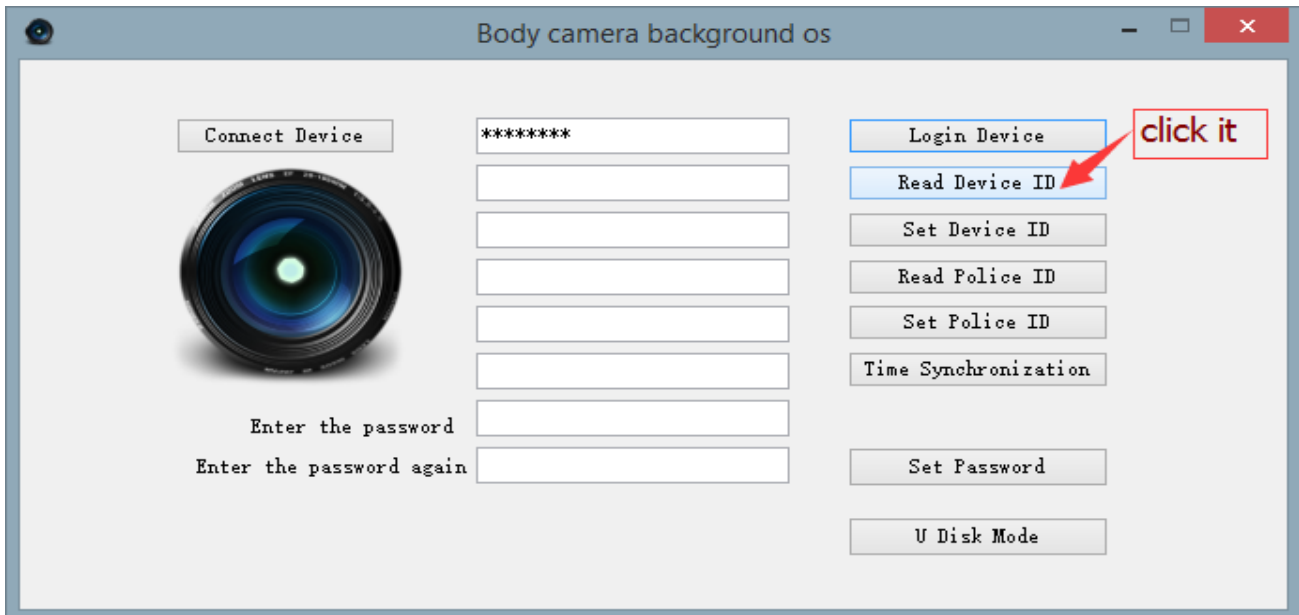 Body camera background os
Connect Device
********
Login Device
click it
Read Device ID
Set Device ID
Read Police ID
Set Police ID
Time Synchronization
Enter the password
Enter the password again
Set Password
U Disk Mode